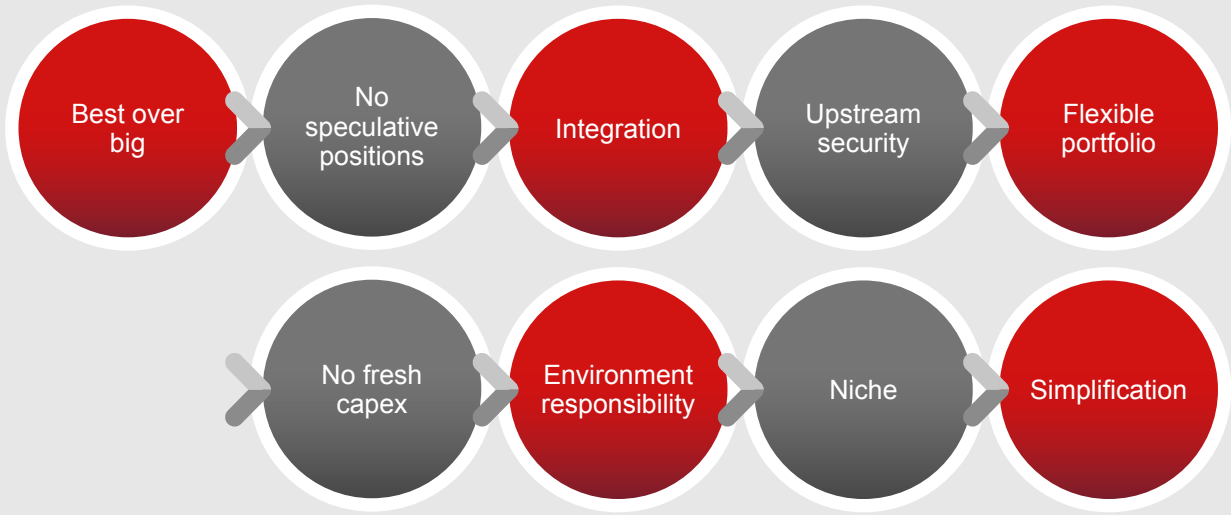 Best over
big
No
speculative
positions
Integration
Upstream
security
Flexible
portfolio
No fresh
capex
Environment
responsibility
Niche
Simplification